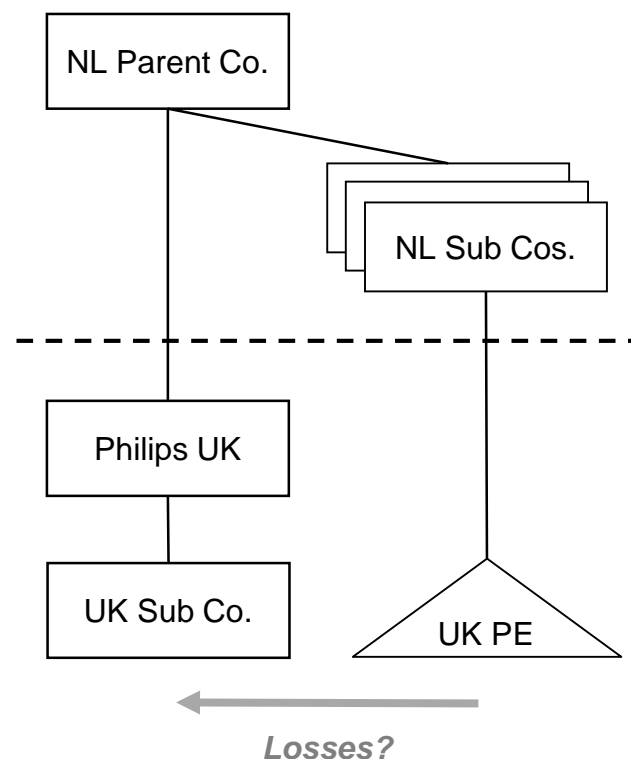 NL Parent Co.
NL Sub Cos.
Philips UK
UK Sub Co.
UK PE
Losses?